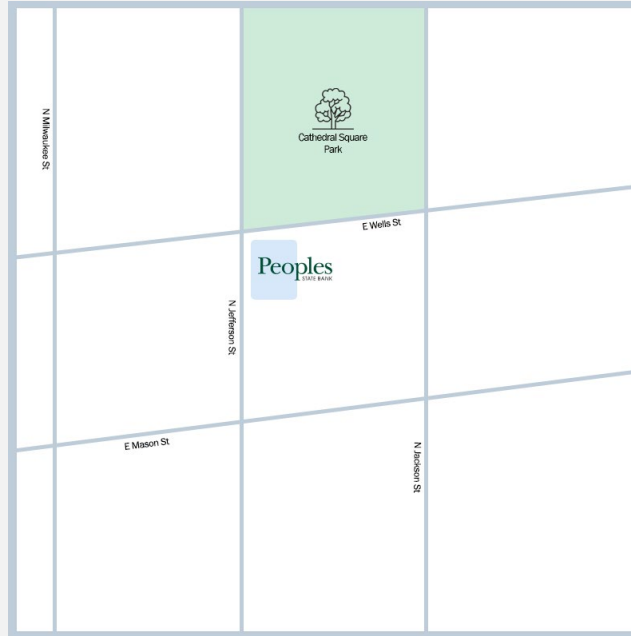 N Milwaukee St
Cathedral Square
Park
E Wells St
Peoples
STATE BANK
N Jefferson St
E Mason St
N Jackson St